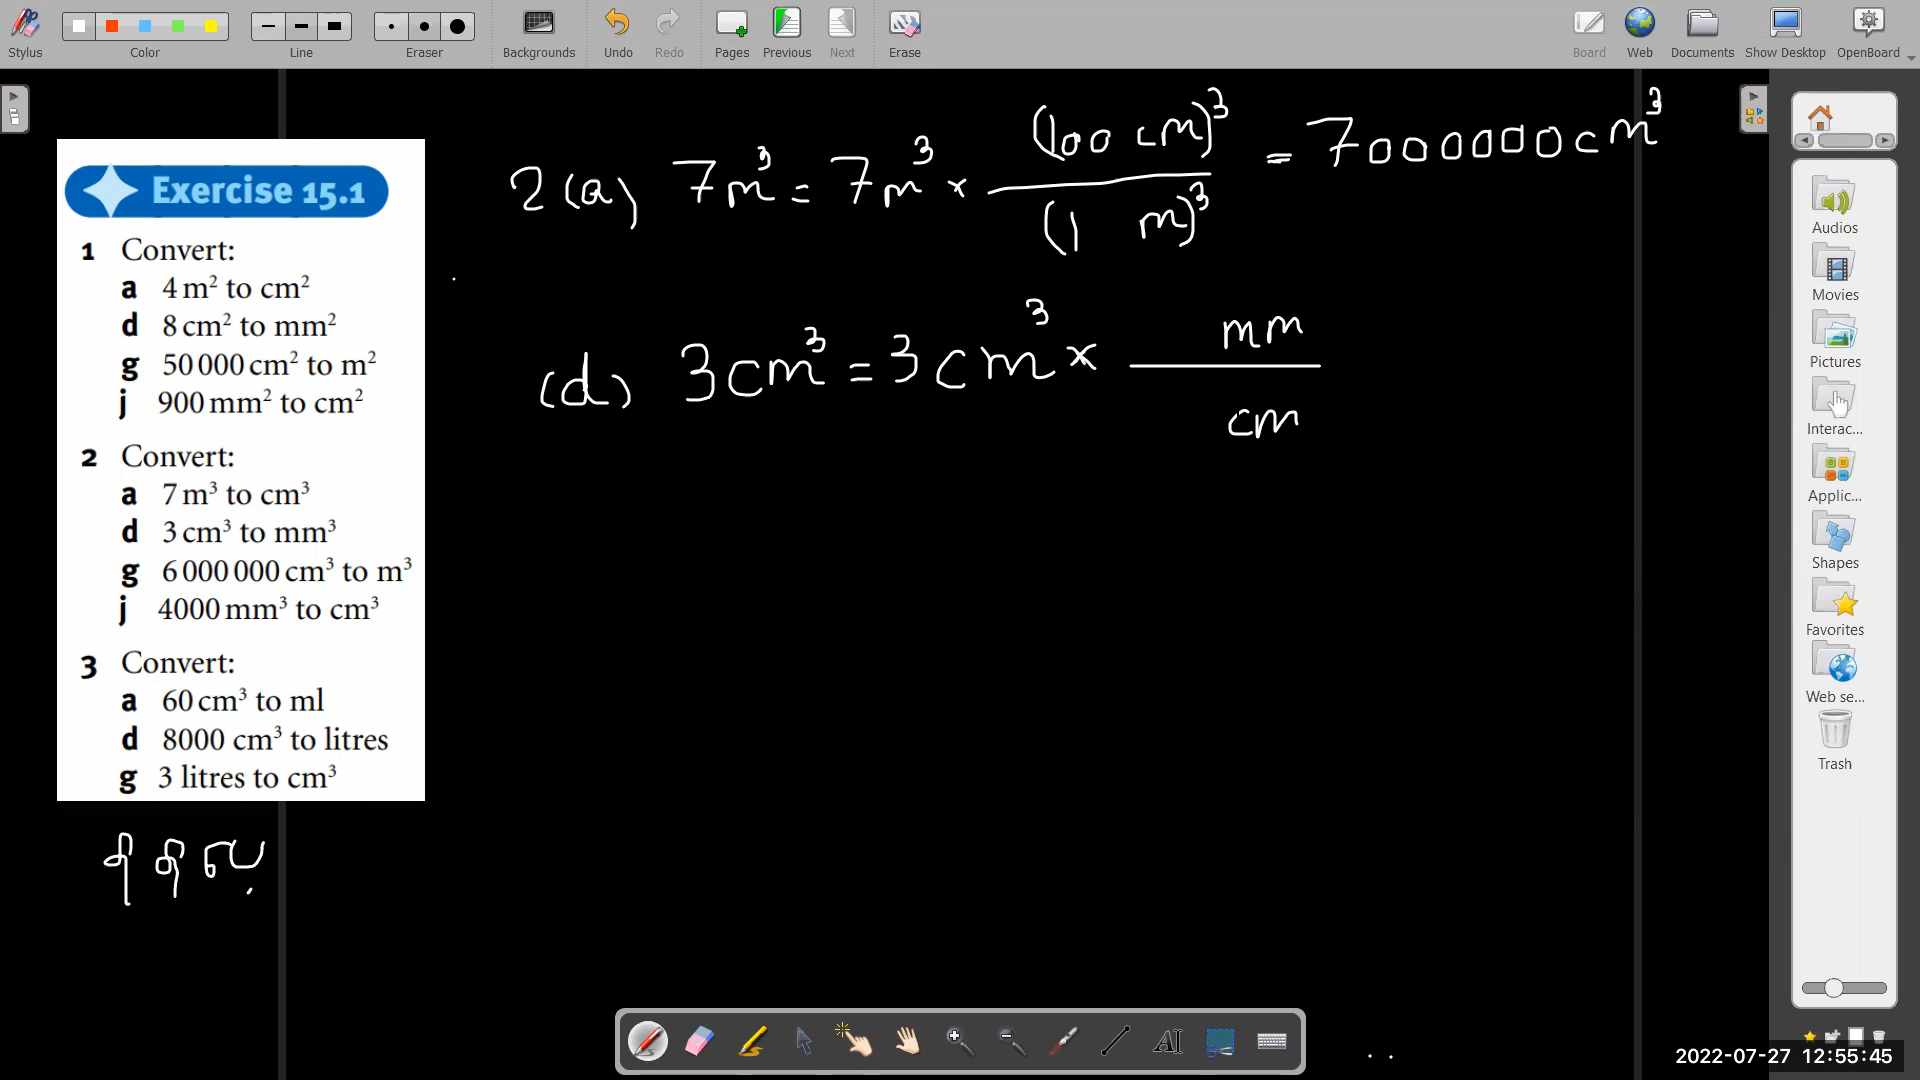 Stylus Color Line Eraser Backgrounds Undo Redo Pages Previous Next Erase Board Web Documents Show Desktop OpenBoard
2 (a) 7m³ = 7m³ × (100 cm)³ / (1 m)³ = 7000000cm³
(d) 3cm³ = 3cm³ × mm / cm
Exercise 15.1
1 Convert:
a 4 m² to cm²
d 8 cm² to mm²
g 50 000 cm² to m²
j 900 mm² to cm²
2 Convert:
a 7 m³ to cm³
d 3 cm³ to mm³
g 6 000 000 cm³ to m³
j 4000 mm³ to cm³
3 Convert:
a 60 cm³ to ml
d 8000 cm³ to litres
g 3 litres to cm³
Audios
Movies
Pictures
Interac...
Applic...
Shapes
Favorites
Web se...
Trash
2022-07-27 12:55:45